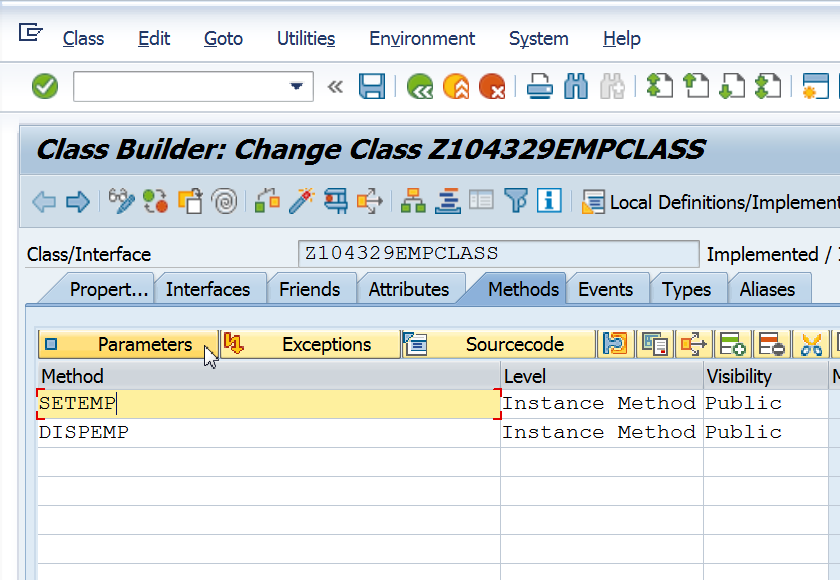 Class Edit Goto Utilities Environment System Help
Class Builder: Change Class Z104329EMPCLASS
Local Definitions/Implement
Class/Interface Z104329EMPCLASS Implemented /
Propert... Interfaces Friends Attributes Methods Events Types Aliases
Parameters Exceptions Sourcecode
Method Level Visibility
SETEMP Instance Method Public
DISPEMP Instance Method Public